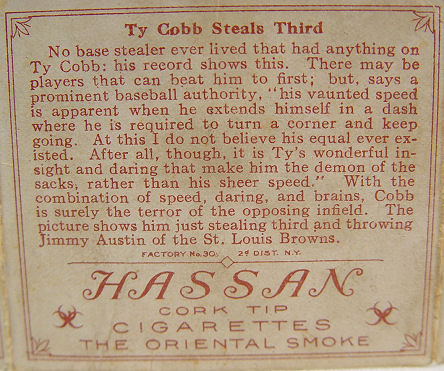 Ty Cobb Steals Third
No base stealer ever lived that had anything on
Ty Cobb: his record shows this. There may be
players that can beat him to first; but, says a
prominent baseball authority, "his vaunted speed
is apparent when he extends himself in a dash
where he is required to turn a corner and keep
going. At this I do not believe his equal ever ex-
isted. After all, though, it is Ty's wonderful in-
sight and daring that make him the demon of the
sacks, rather than his sheer speed." With the
combination of speed, daring, and brains, Cobb
is surely the terror of the opposing infield. The
picture shows him just stealing third and throwing
Jimmy Austin of the St. Louis Browns.
FACTORY No. 30. 2d DIST. N.Y.
HASSAN
CORK TIP
CIGARETTES
THE ORIENTAL SMOKE